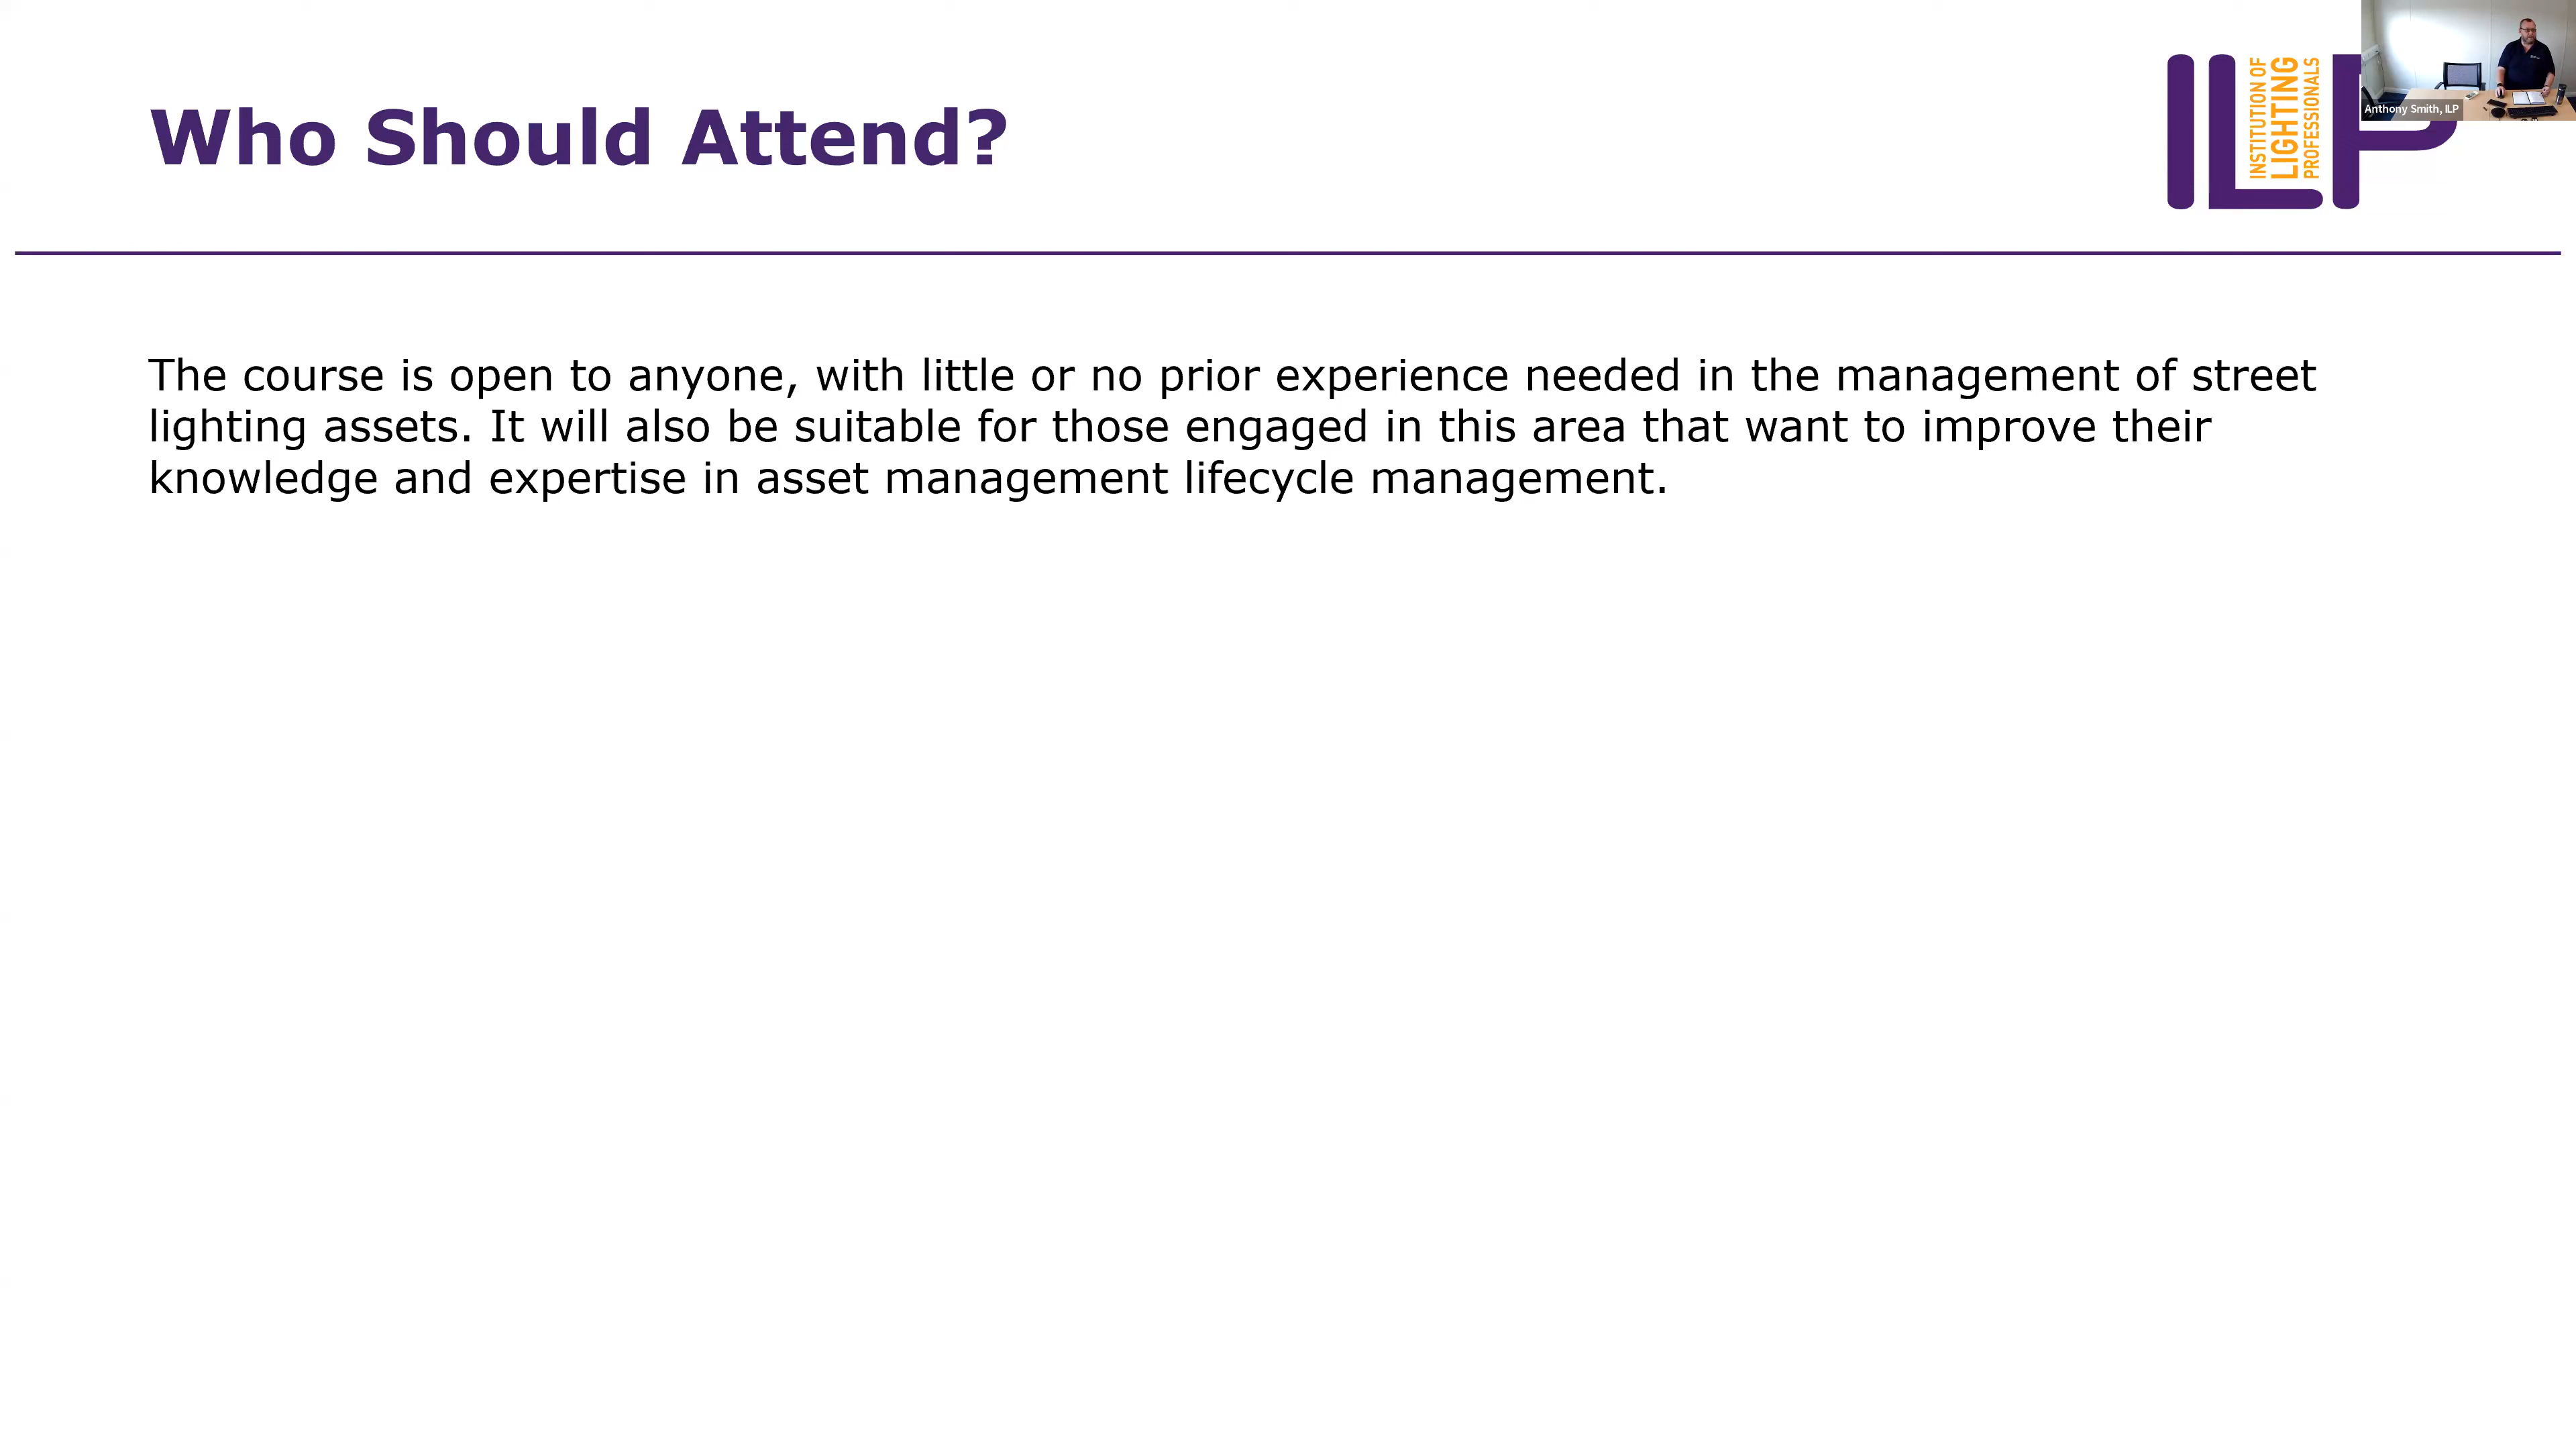 Who Should Attend?
INSTITUTION OF
LIGHTING
PROFESSIONALS
ILP
Anthony Smith, ILP
The course is open to anyone, with little or no prior experience needed in the management of street
lighting assets. It will also be suitable for those engaged in this area that want to improve their
knowledge and expertise in asset management lifecycle management.